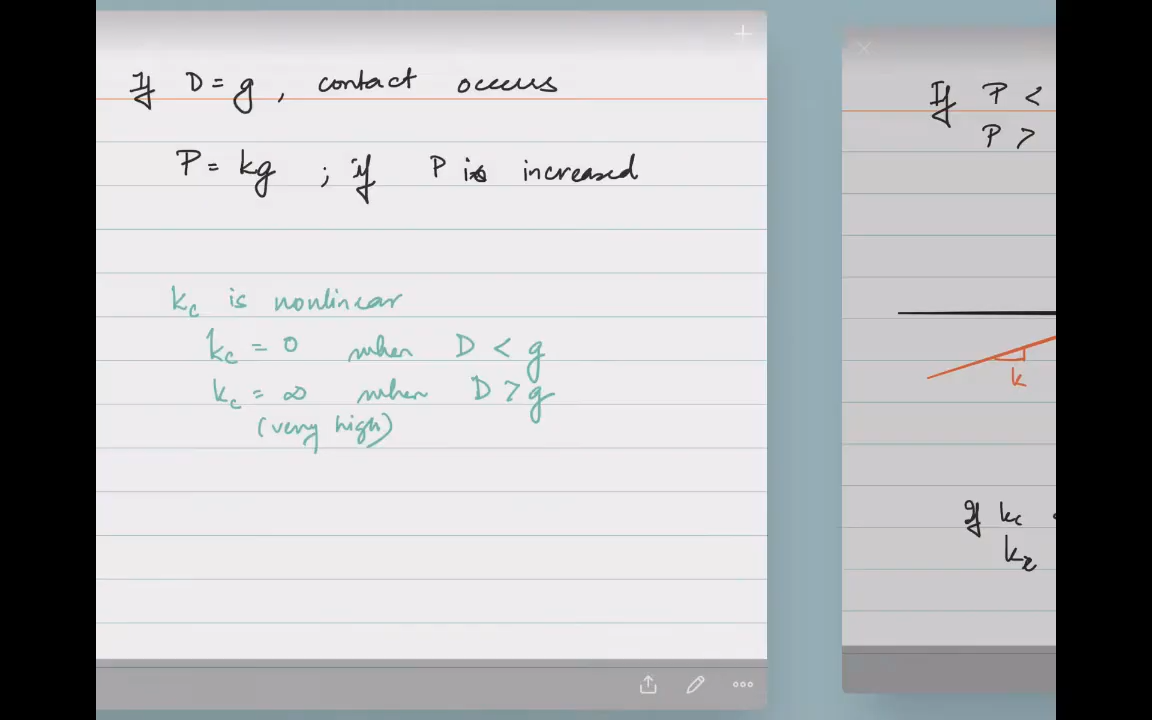 If D = g , contact occurs
P = kg ; if P is increased
kc is nonlinear
kc = 0 when D < g
kc = ∞ when D > g
(very high)
If P <
P >
k
If kc
k